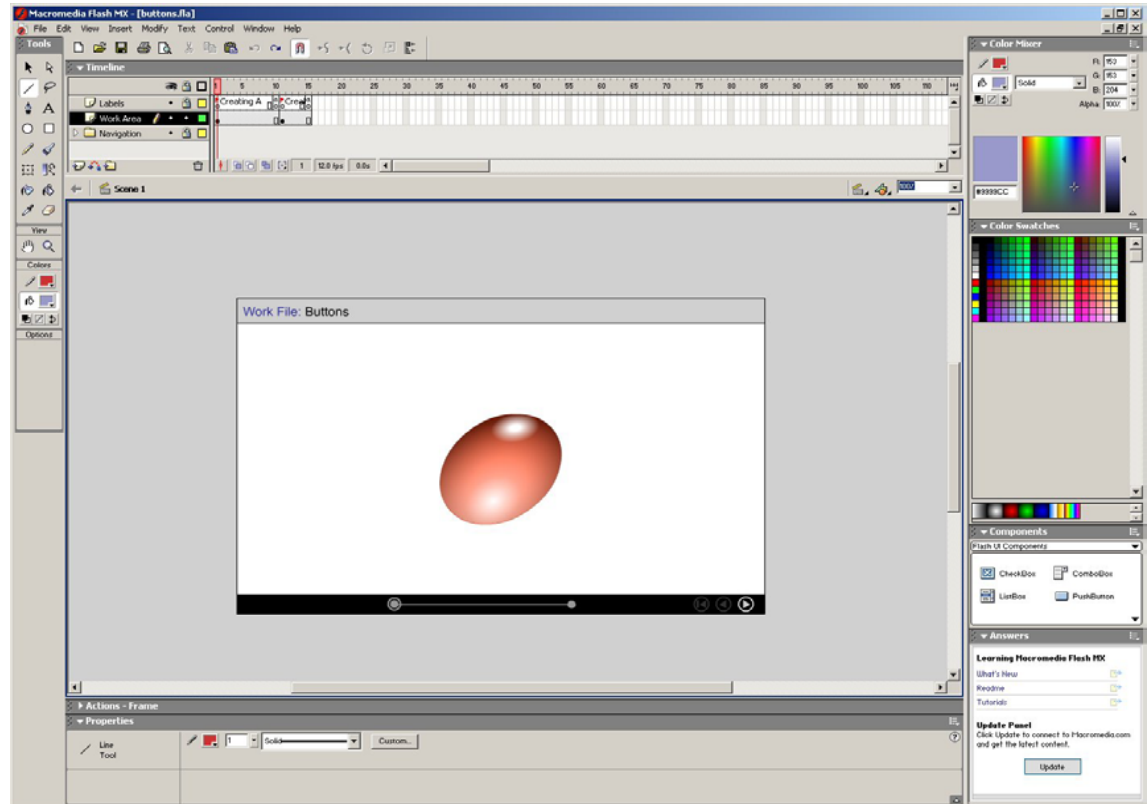 Macromedia Flash MX - [buttons.fla]
File Edit View Insert Modify Text Control Window Help
Tools
View
Colors
Options
Timeline
5 10 15 20 25 30 35 40 45 50 55 60 65 70 75 80 85 90 95 100 105 110
Labels
Creating A
Work Area
Navigation
1 12.0 fps 0.0s
Scene 1
100%
Work File: Buttons
Actions - Frame
Properties
Line
Tool
1
Solid
Custom...
Color Mixer
R: 153
Solid
G: 153
B: 204
Alpha: 100%
#9999CC
Color Swatches
Components
Flash UI Components
CheckBox ComboBox
ListBox PushButton
Answers
Learning Macromedia Flash MX
What's New
Readme
Tutorials
Update Panel
Click Update to connect to Macromedia.com
and get the latest content.
Update